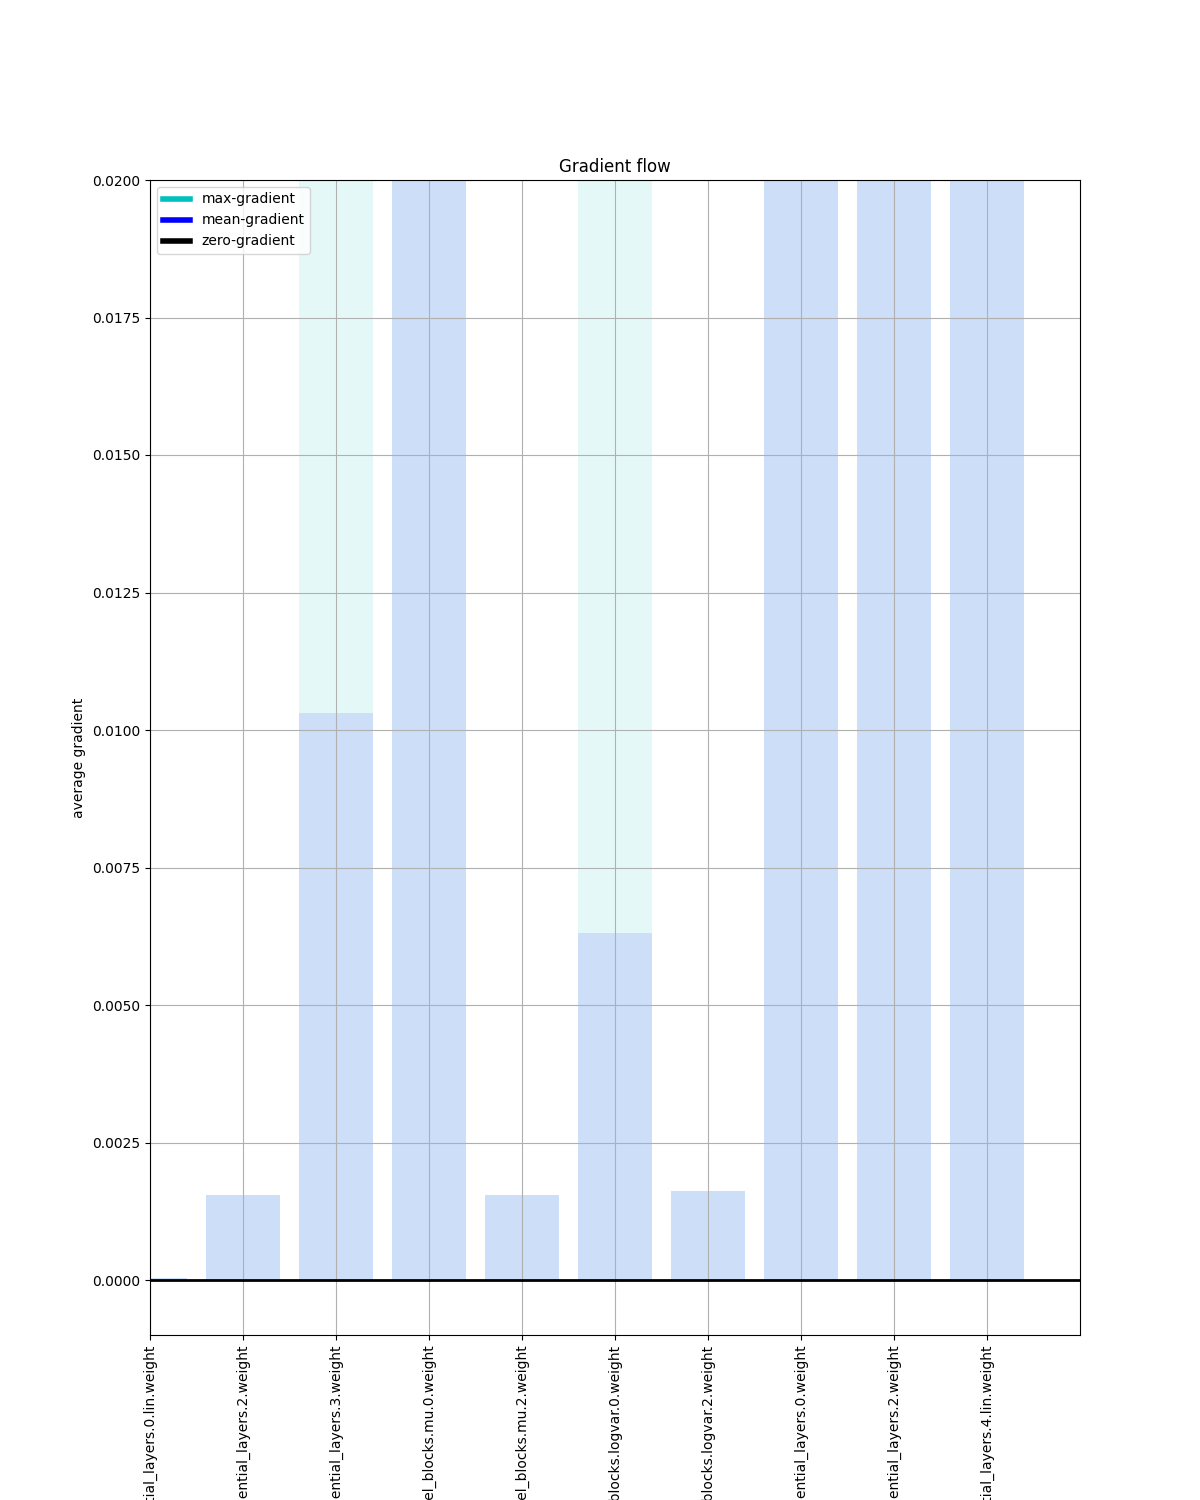 Gradient flow
max-gradient
mean-gradient
zero-gradient
average gradient
0.0200
0.0175
0.0150
0.0125
0.0100
0.0075
0.0050
0.0025
0.0000
tial_layers.0.lin.weight
ential_layers.2.weight
ential_layers.3.weight
el_blocks.mu.0.weight
el_blocks.mu.2.weight
blocks.logvar.0.weight
blocks.logvar.2.weight
ential_layers.0.weight
ential_layers.2.weight
tial_layers.4.lin.weight